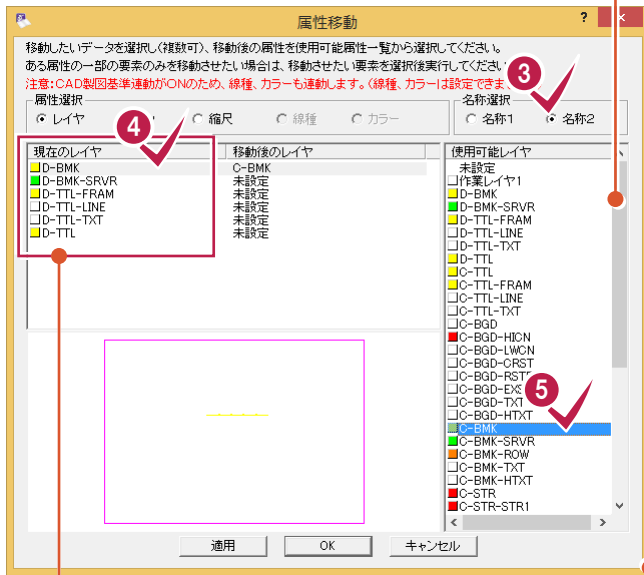 属性移動
?
移動したいデータを選択し(複数可)、移動後の属性を使用可能属性一覧から選択してください。
ある属性の一部の要素のみを移動させたい場合は、移動させたい要素を選択後実行してくださ
注意:CAD製図基準連動がONのため、線種、カラーも連動します。(線種、カラーは設定できま
3
属性選択
レイヤ
縮尺
線種
カラー
名称選択
名称1
名称2
4
現在のレイヤ 移動後のレイヤ
D-BMK C-BMK
D-BMK-SRVR 未設定
D-TTL-FRAM 未設定
D-TTL-LINE 未設定
D-TTL-TXT 未設定
D-TTL 未設定
使用可能レイヤ
未設定
作業レイヤ1
D-BMK
D-BMK-SRVR
D-TTL-FRAM
D-TTL-LINE
D-TTL-TXT
D-TTL
C-TTL
C-TTL-FRAM
C-TTL-LINE
C-TTL-TXT
C-BGD
C-BGD-HICN
C-BGD-LWCN
C-BGD-CRST
C-BGD-RST
C-BGD-EX
5
C-BGD-TXT
C-BGD-HTXT
C-BMK
C-BMK-SRVR
C-BMK-ROW
C-BMK-TXT
C-BMK-HTXT
C-STR
C-STR-STR1
適用 OK キャンセル